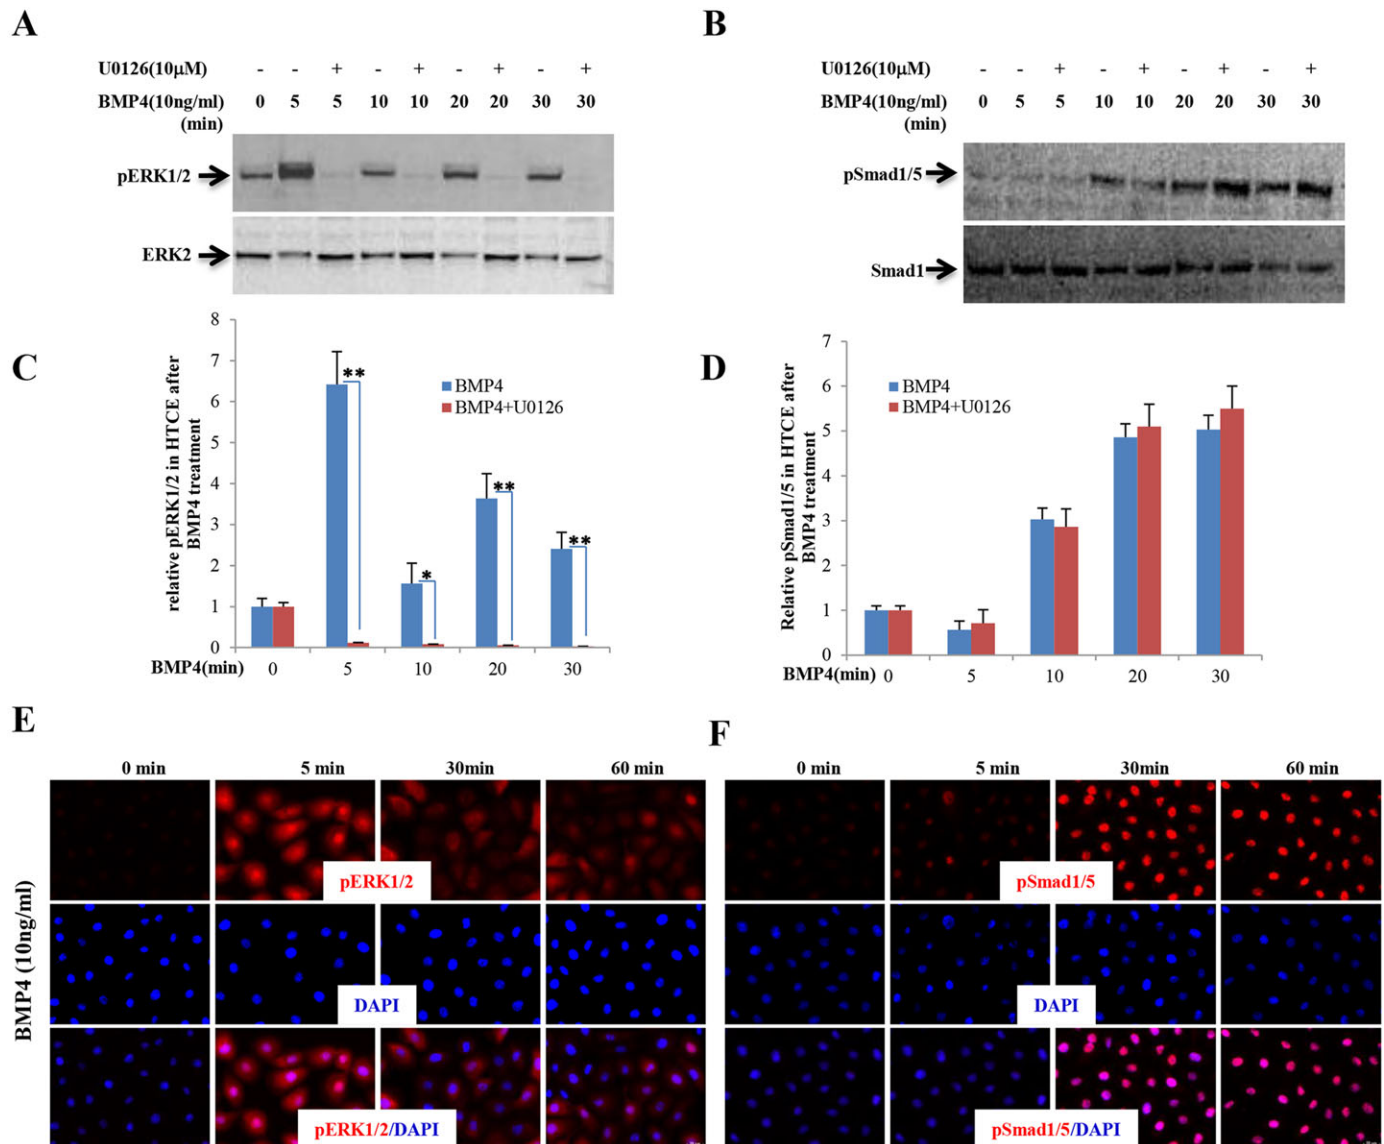 A
U0126(10μM) - - + - + - + - +
BMP4(10ng/ml) 0 5 5 10 10 20 20 30 30
(min)
pERK1/2
ERK2
B
U0126(10μM) - - + - + - + - +
BMP4(10ng/ml) 0 5 5 10 10 20 20 30 30
(min)
pSmad1/5
Smad1
C
relative pERK1/2 in HTCE after
BMP4 treatment
8
7
6
5
4
3
2
1
0
**
*
**
**
BMP4
BMP4+U0126
BMP4(min) 0 5 10 20 30
D
Relative pSmad1/5 in HTCE after
BMP4 treatment
7
6
5
4
3
2
1
0
BMP4
BMP4+U0126
BMP4(min) 0 5 10 20 30
E
0 min 5 min 30min 60 min
BMP4 (10ng/ml)
pERK1/2
DAPI
pERK1/2/DAPI
F
0 min 5 min 30min 60 min
pSmad1/5
DAPI
pSmad1/5/DAPI